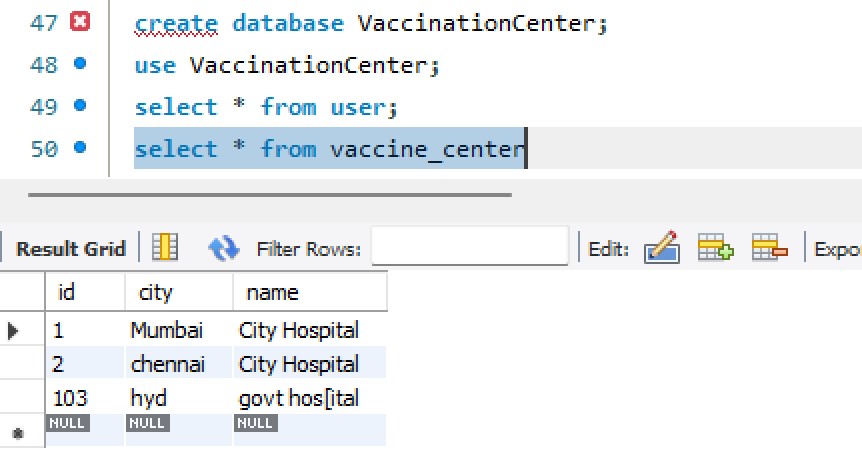 47 create database VaccinationCenter;
48 use VaccinationCenter;
49 select * from user;
50 select * from vaccine_center
Result Grid Filter Rows: Edit: Expo
id city name
1 Mumbai City Hospital
2 chennai City Hospital
103 hyd govt hos[ital
NULL NULL NULL